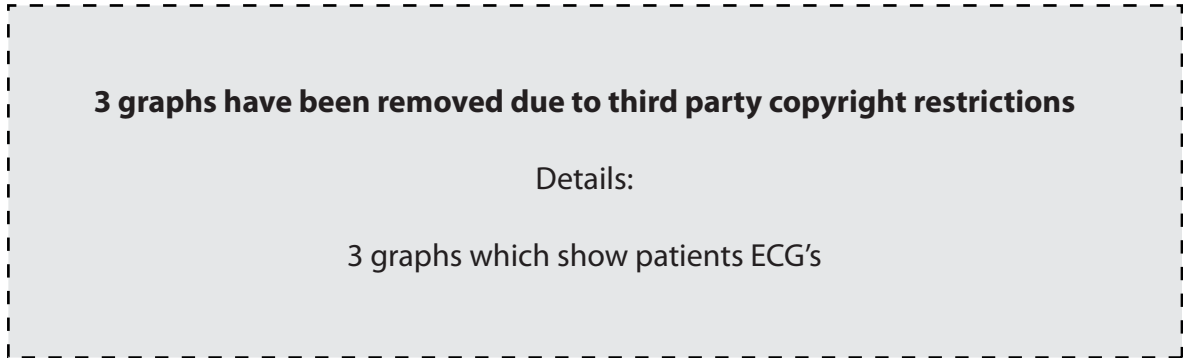 3 graphs have been removed due to third party copyright restrictions
Details:
3 graphs which show patients ECG’s